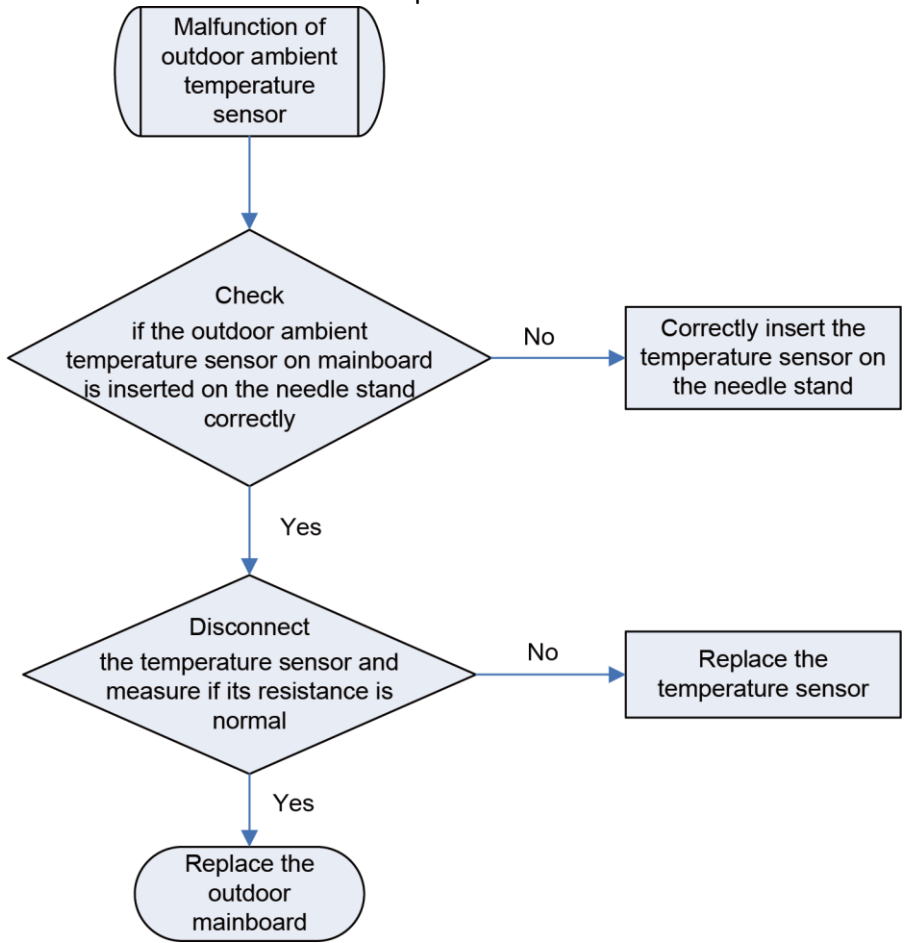 Malfunction of
outdoor ambient
temperature
sensor
Check
if the outdoor ambient
temperature sensor on mainboard
is inserted on the needle stand
correctly
No
Correctly insert the
temperature sensor on
the needle stand
Yes
Disconnect
the temperature sensor and
measure if its resistance is
normal
No
Replace the
temperature sensor
Yes
Replace the
outdoor
mainboard